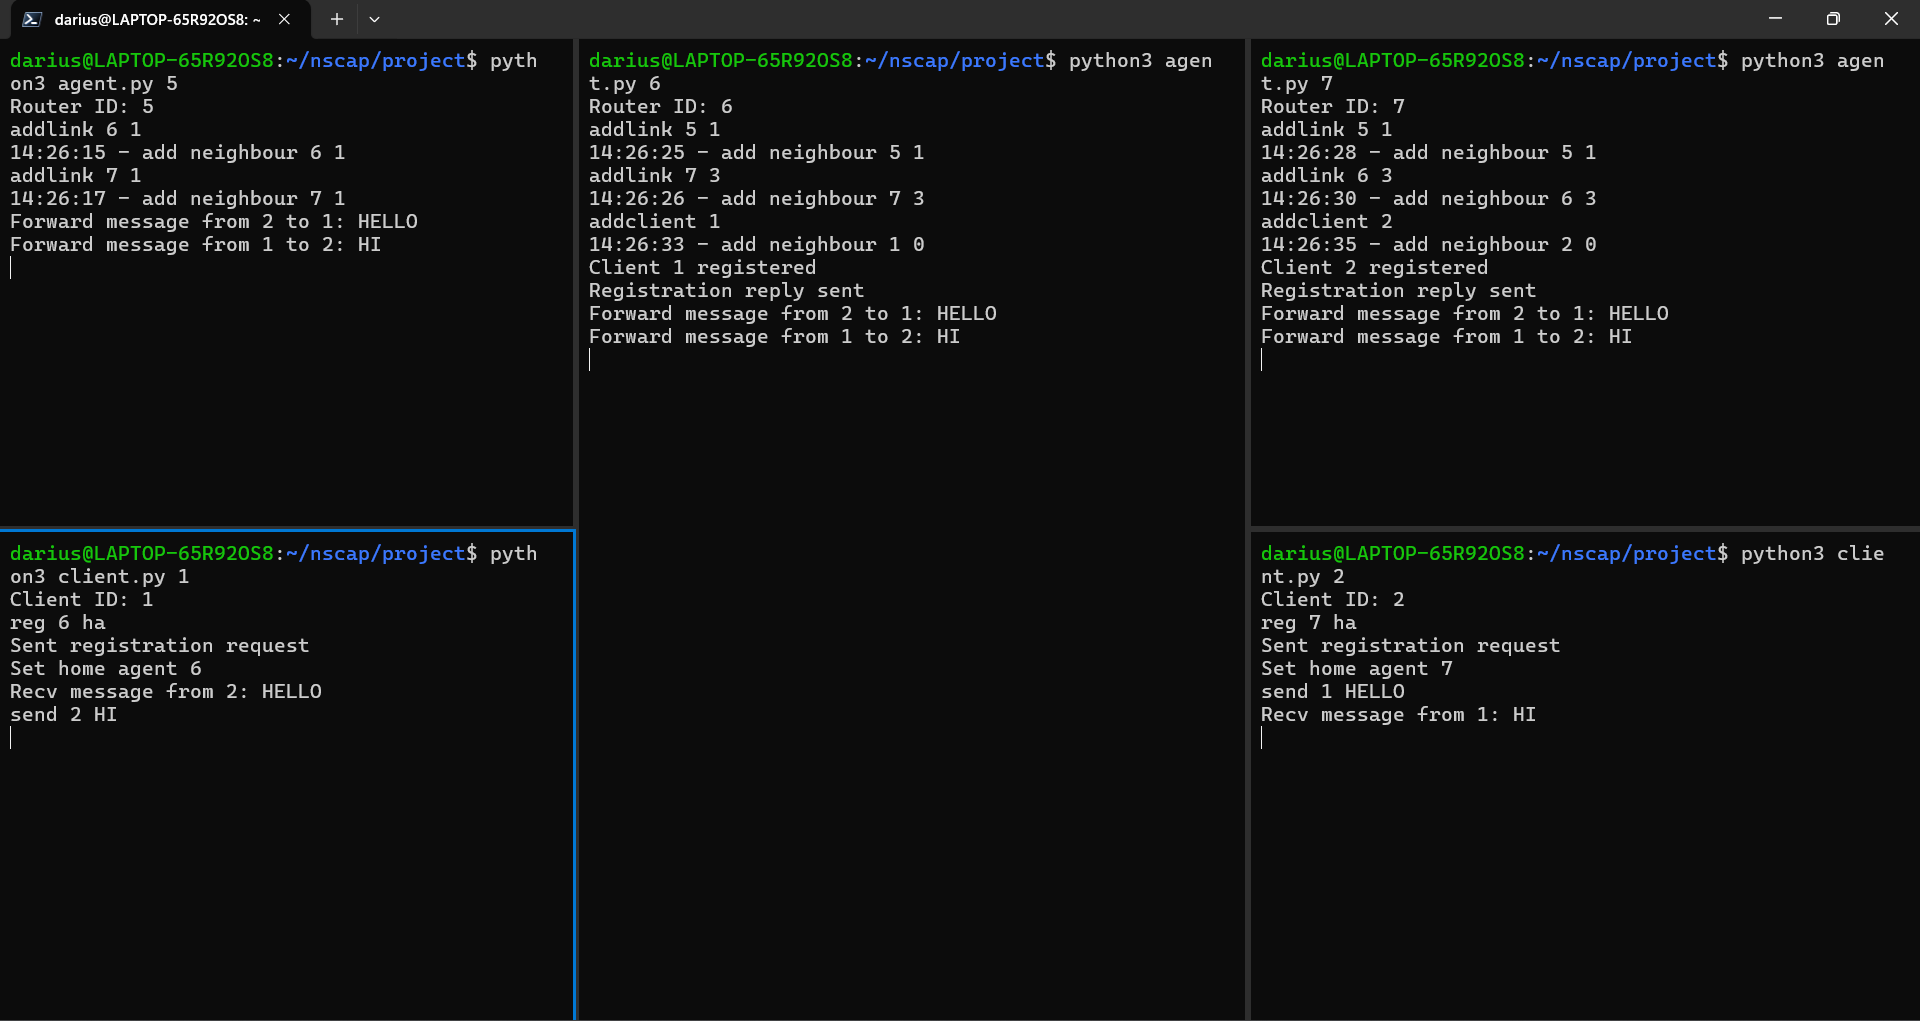 darius@LAPTOP-65R92OS8: ~
darius@LAPTOP-65R92OS8:~/nscap/project$ pyth
on3 agent.py 5
Router ID: 5
addlink 6 1
14:26:15 - add neighbour 6 1
addlink 7 1
14:26:17 - add neighbour 7 1
Forward message from 2 to 1: HELLO
Forward message from 1 to 2: HI
darius@LAPTOP-65R92OS8:~/nscap/project$ python3 agen
t.py 6
Router ID: 6
addlink 5 1
14:26:25 - add neighbour 5 1
addlink 7 3
14:26:26 - add neighbour 7 3
addclient 1
14:26:33 - add neighbour 1 0
Client 1 registered
Registration reply sent
Forward message from 2 to 1: HELLO
Forward message from 1 to 2: HI
darius@LAPTOP-65R92OS8:~/nscap/project$ python3 agen
t.py 7
Router ID: 7
addlink 5 1
14:26:28 - add neighbour 5 1
addlink 6 3
14:26:30 - add neighbour 6 3
addclient 2
14:26:35 - add neighbour 2 0
Client 2 registered
Registration reply sent
Forward message from 2 to 1: HELLO
Forward message from 1 to 2: HI
darius@LAPTOP-65R92OS8:~/nscap/project$ pyth
on3 client.py 1
Client ID: 1
reg 6 ha
Sent registration request
Set home agent 6
Recv message from 2: HELLO
send 2 HI
darius@LAPTOP-65R92OS8:~/nscap/project$ python3 clie
nt.py 2
Client ID: 2
reg 7 ha
Sent registration request
Set home agent 7
send 1 HELLO
Recv message from 1: HI